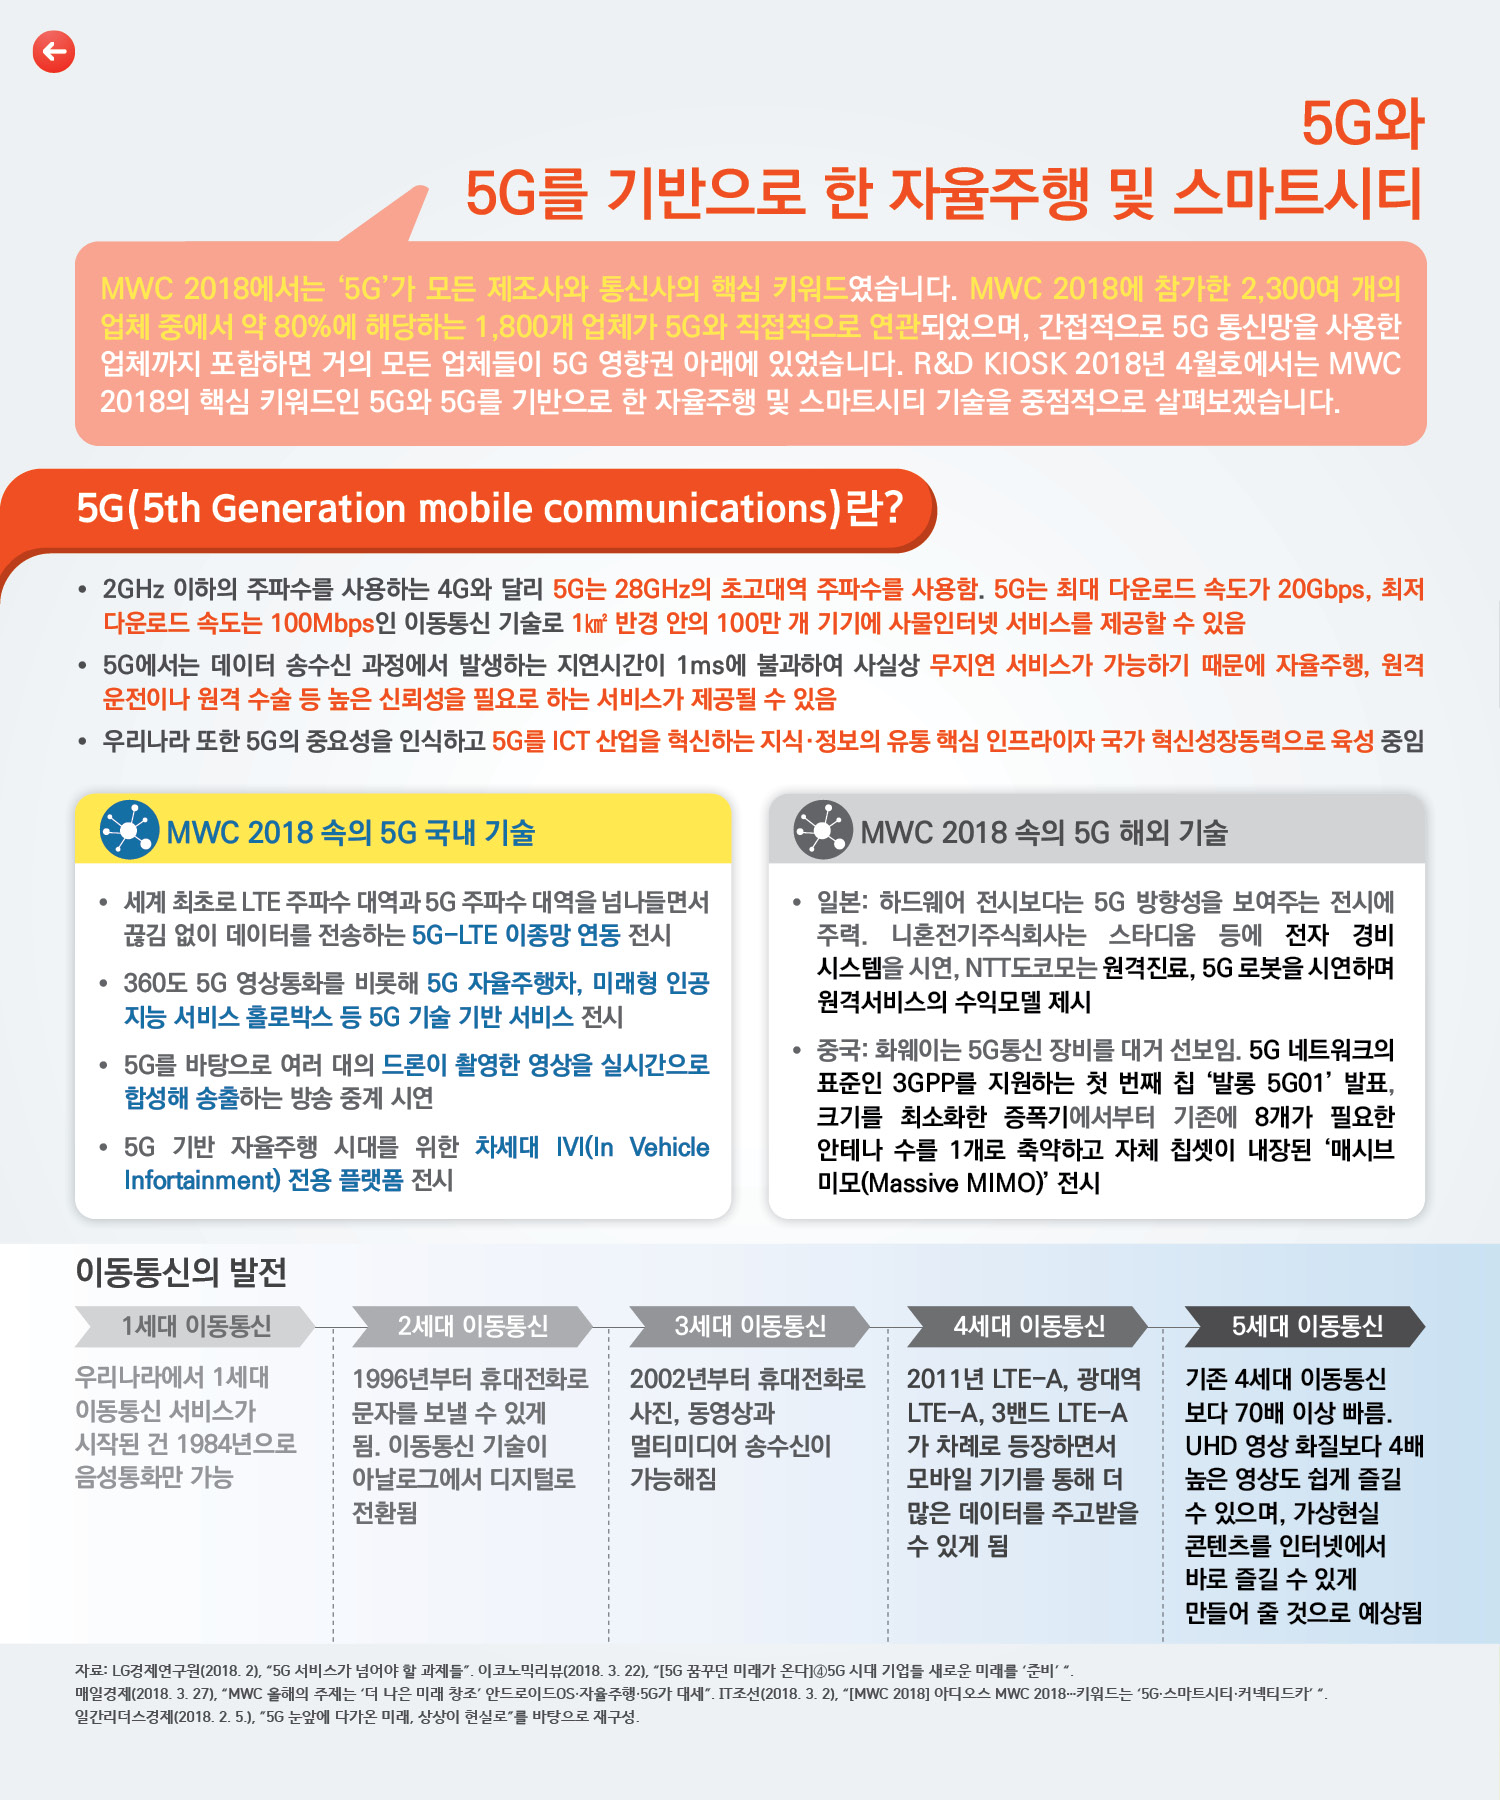 5G와
5G를 기반으로 한 자율주행 및 스마트시티
MWC 2018에서는 ‘5G’가 모든 제조사와 통신사의 핵심 키워드였습니다. MWC 2018에 참가한 2,300여 개의
업체 중에서 약 80%에 해당하는 1,800개 업체가 5G와 직접적으로 연관되었으며, 간접적으로 5G 통신망을 사용한
업체까지 포함하면 거의 모든 업체들이 5G 영향권 아래에 있었습니다. R&D KIOSK 2018년 4월호에서는 MWC
2018의 핵심 키워드인 5G와 5G를 기반으로 한 자율주행 및 스마트시티 기술을 중점적으로 살펴보겠습니다.
5G(5th Generation mobile communications)란?
• 2GHz 이하의 주파수를 사용하는 4G와 달리 5G는 28GHz의 초고대역 주파수를 사용함. 5G는 최대 다운로드 속도가 20Gbps, 최저
다운로드 속도는 100Mbps인 이동통신 기술로 1㎢ 반경 안의 100만 개 기기에 사물인터넷 서비스를 제공할 수 있음
• 5G에서는 데이터 송수신 과정에서 발생하는 지연시간이 1ms에 불과하여 사실상 무지연 서비스가 가능하기 때문에 자율주행, 원격
운전이나 원격 수술 등 높은 신뢰성을 필요로 하는 서비스가 제공될 수 있음
• 우리나라 또한 5G의 중요성을 인식하고 5G를 ICT 산업을 혁신하는 지식·정보의 유통 핵심 인프라이자 국가 혁신성장동력으로 육성 중임
MWC 2018 속의 5G 국내 기술
• 세계 최초로 LTE 주파수 대역과 5G 주파수 대역을 넘나들면서
끊김 없이 데이터를 전송하는 5G-LTE 이종망 연동 전시
• 360도 5G 영상통화를 비롯해 5G 자율주행차, 미래형 인공
지능 서비스 홀로박스 등 5G 기술 기반 서비스 전시
• 5G를 바탕으로 여러 대의 드론이 촬영한 영상을 실시간으로
합성해 송출하는 방송 중계 시연
• 5G 기반 자율주행 시대를 위한 차세대 IVI(In Vehicle
Infortainment) 전용 플랫폼 전시
MWC 2018 속의 5G 해외 기술
• 일본: 하드웨어 전시보다는 5G 방향성을 보여주는 전시에
주력. 니혼전기주식회사는 스타디움 등에 전자 경비
시스템을 시연, NTT도코모는 원격진료, 5G 로봇을 시연하며
원격서비스의 수익모델 제시
• 중국: 화웨이는 5G통신 장비를 대거 선보임. 5G 네트워크의
표준인 3GPP를 지원하는 첫 번째 칩 ‘발롱 5G01’ 발표,
크기를 최소화한 증폭기에서부터 기존에 8개가 필요한
안테나 수를 1개로 축약하고 자체 칩셋이 내장된 ‘매시브
미모(Massive MIMO)’ 전시
이동통신의 발전
1세대 이동통신
우리나라에서 1세대
이동통신 서비스가
시작된 건 1984년으로
음성통화만 가능
2세대 이동통신
1996년부터 휴대전화로
문자를 보낼 수 있게
됨. 이동통신 기술이
아날로그에서 디지털로
전환됨
3세대 이동통신
2002년부터 휴대전화로
사진, 동영상과
멀티미디어 송수신이
가능해짐
4세대 이동통신
2011년 LTE-A, 광대역
LTE-A, 3밴드 LTE-A
가 차례로 등장하면서
모바일 기기를 통해 더
많은 데이터를 주고받을
수 있게 됨
5세대 이동통신
기존 4세대 이동통신
보다 70배 이상 빠름.
UHD 영상 화질보다 4배
높은 영상도 쉽게 즐길
수 있으며, 가상현실
콘텐츠를 인터넷에서
바로 즐길 수 있게
만들어 줄 것으로 예상됨
자료: LG경제연구원(2018. 2), “5G 서비스가 넘어야 할 과제들”. 이코노믹리뷰(2018. 3. 22), “[5G 꿈꾸던 미래가 온다]④5G 시대 기업들 새로운 미래를 ‘준비’ “.
매일경제(2018. 3. 27), “MWC 올해의 주제는 ‘더 나은 미래 창조’ 안드로이드OS·자율주행·5G가 대세”. IT조선(2018. 3. 2), “[MWC 2018] 아디오스 MWC 2018…키워드는 ‘5G·스마트시티·커넥티드카’ “.
일간리더스경제(2018. 2. 5.), “5G 눈앞에 다가온 미래, 상상이 현실로”를 바탕으로 재구성.